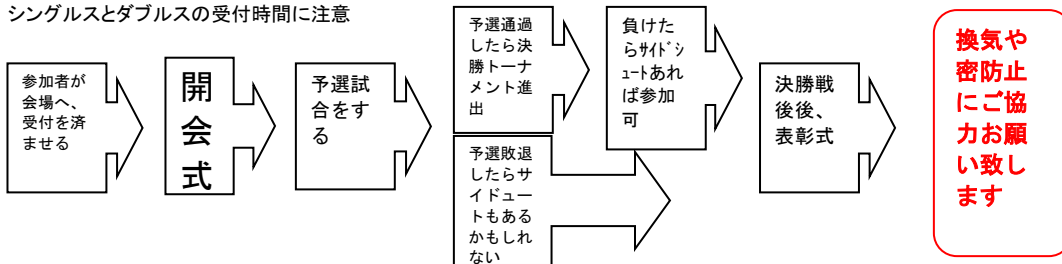 シングルスとダブルスの受付時間に注意
参加者が
会場へ、
受付を済
ませる
開
会
式
予選試
合をす
る
予選通過
したら決
勝トーナ
メント進
出
予選敗退
したらサ
イドュート
もある
かもしれ
ない
負けた
らｻｲﾄﾞｼ
ｭｰﾄあれ
ば参加
可
決勝戦
後後、
表彰式
換気や
密防止
にご協
力お願
い致し
ます